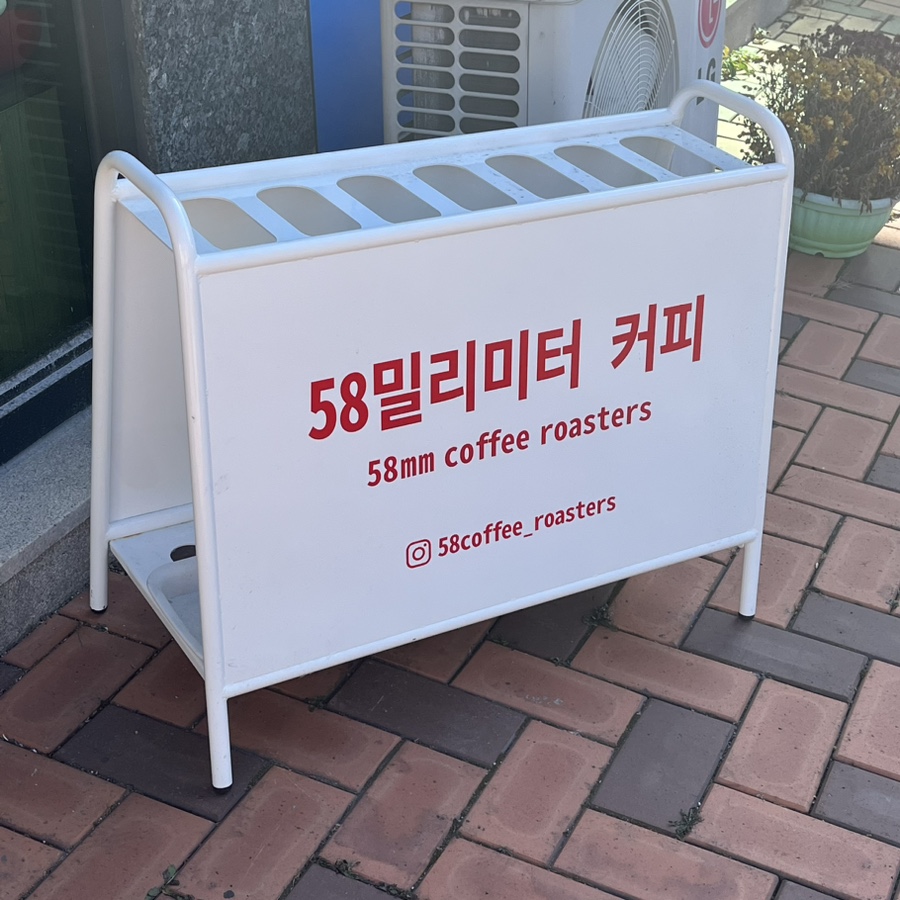 LG
58밀리미터 커피
58mm coffee roasters
58coffee_roasters